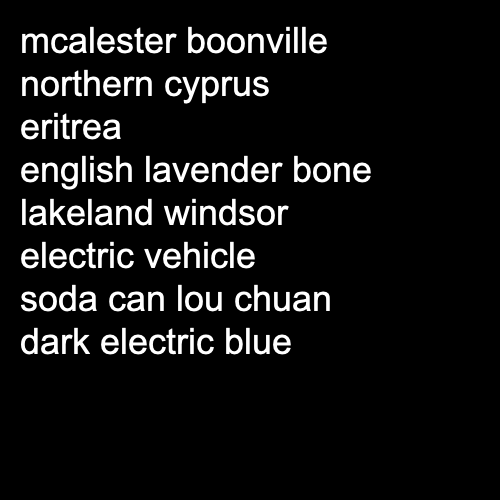 mcalester boonville
northern cyprus
eritrea
english lavender bone
lakeland windsor
electric vehicle
soda can lou chuan
dark electric blue